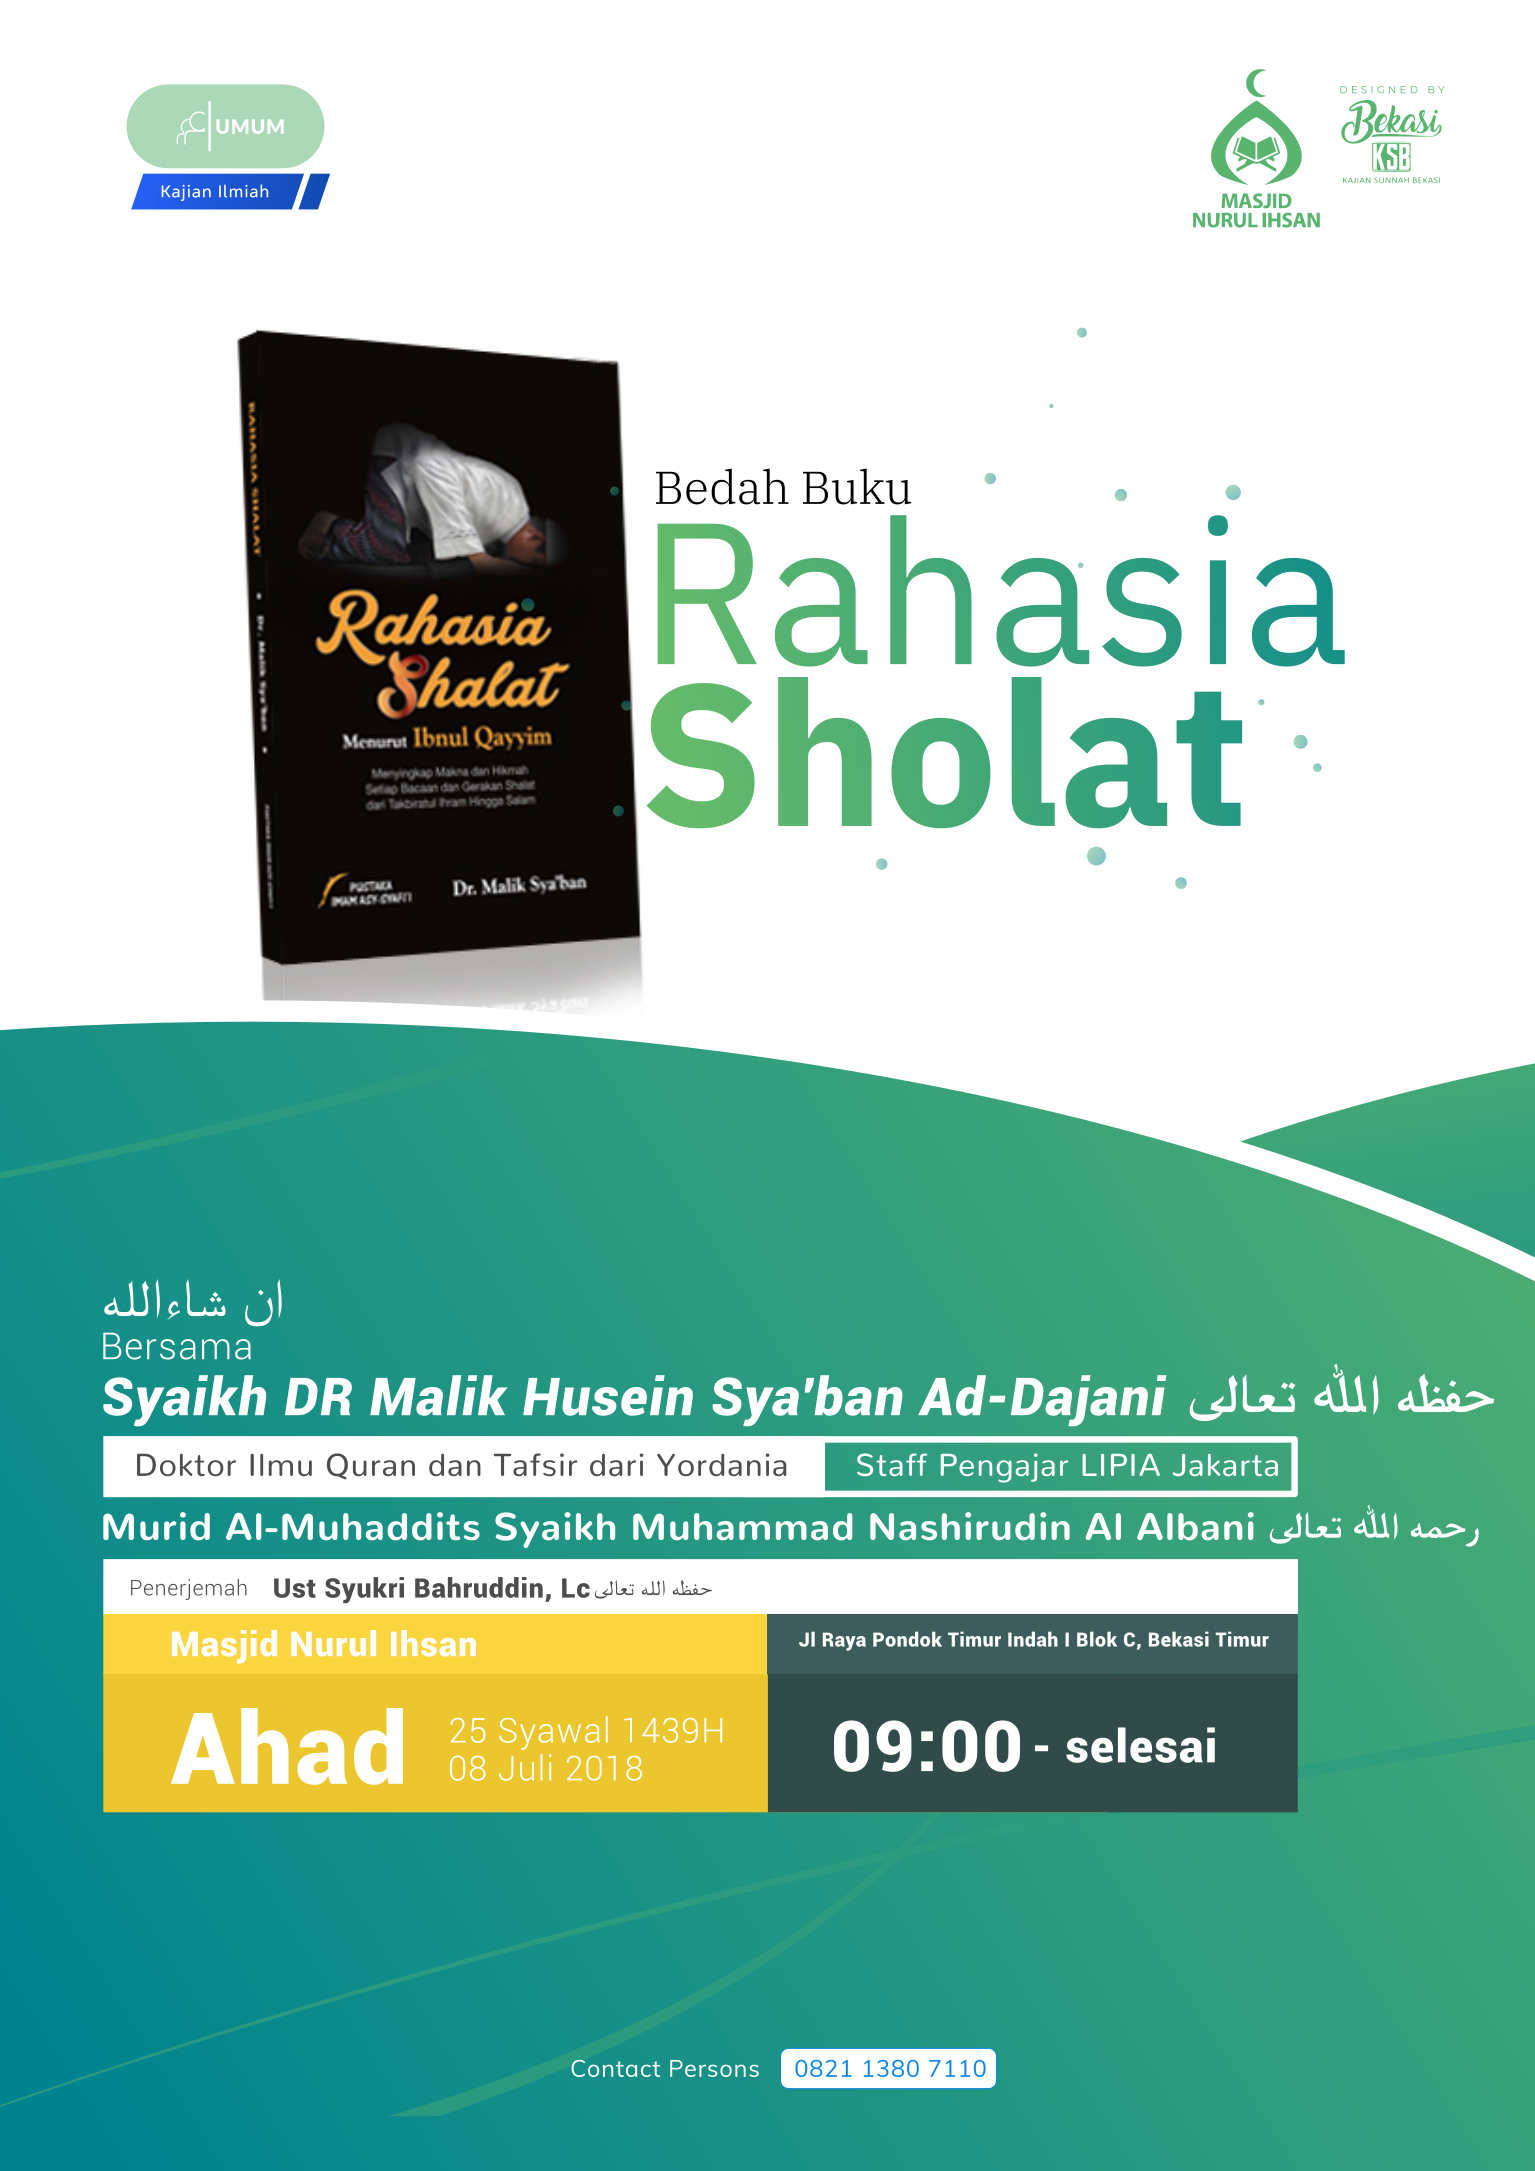 UMUM
Kajian Ilmiah
MASJID
NURUL IHSAN
DESIGNED BY
Bekasi
KSB
KAJIAN SUNNAH BEKASI
RAHASIA SHALAT
Dr. Malik Sya'ban
Rahasia
Shalat
Menurut Ibnul Qayyim
Menyingkap Makna dan Hikmah
Setiap Bacaan dan Gerakan Shalat
dari Takbiratul Ihram Hingga Salam
PUSTAKA
IMAM ASY-SYAFI'I
Dr. Malik Sya'ban
Bedah Buku
Rahasia
Sholat
ان شاءالله
Bersama
Syaikh DR Malik Husein Sya'ban Ad-Dajani حفظه الله تعالى
Doktor Ilmu Quran dan Tafsir dari Yordania Staff Pengajar LIPIA Jakarta
Murid Al-Muhaddits Syaikh Muhammad Nashirudin Al Albani رحمه الله تعالى
Penerjemah Ust Syukri Bahruddin, Lc حفظه الله تعالى
Masjid Nurul Ihsan
Jl Raya Pondok Timur Indah I Blok C, Bekasi Timur
Ahad
25 Syawal 1439H
08 Juli 2018
09:00 - selesai
Contact Persons 0821 1380 7110